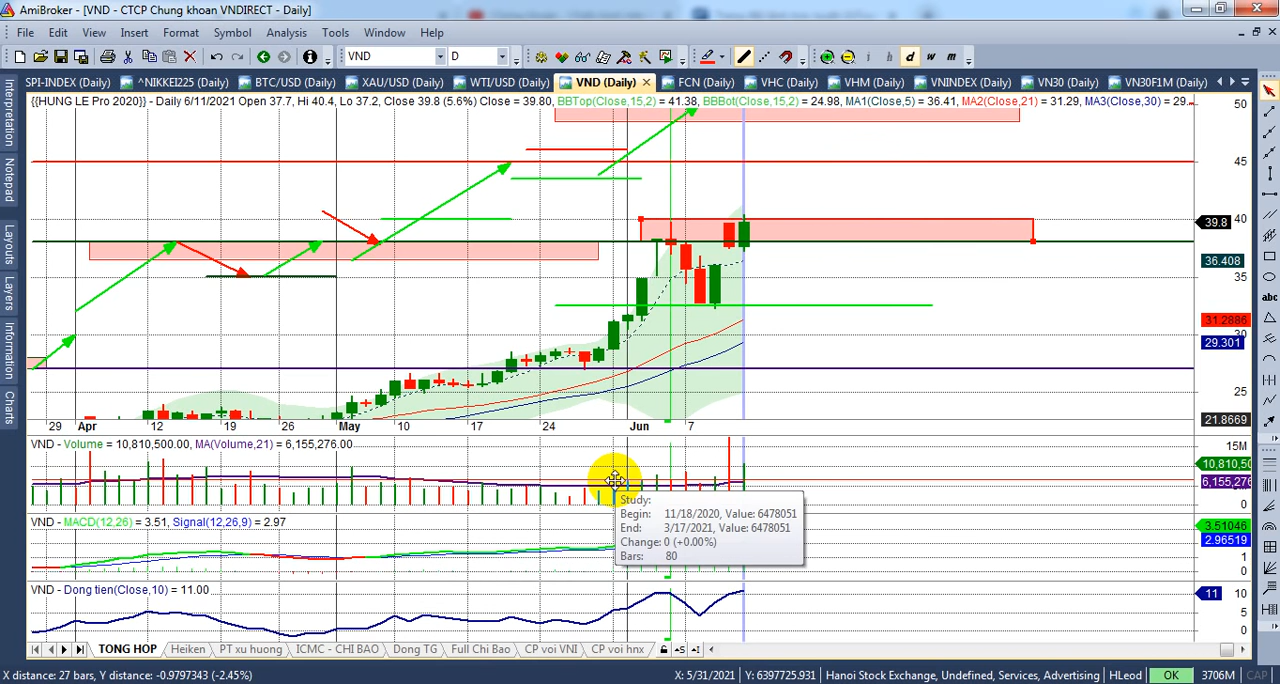 AmiBroker - [VND - CTCP Chung khoan VNDIRECT - Daily]
File Edit View Insert Format Symbol Analysis Tools Window Help
VND D i h d w m
SPI-INDEX (Daily) ^NIKKEI225 (Daily) BTC/USD (Daily) XAU/USD (Daily) WTI/USD (Daily) VND (Daily) FCN (Daily) VHC (Daily) VHM (Daily) VNINDEX (Daily) VN30 (Daily) VN30F1M (Daily)
{{HUNG LE Pro 2020}} - Daily 6/11/2021 Open 37.7, Hi 40.4, Lo 37.2, Close 39.8 (5.6%) Close = 39.80, BBTop(Close,15,2) = 41.38, BBBot(Close,15,2) = 24.98, MA1(Close,5) = 36.41, MA2(Close,21) = 31.29, MA3(Close,30) = 29.
Interpretation
Notepad
Layouts
Layers
Information
Charts
abc
50
45
40
39.8
36.408
35
31.2886
30
29.301
25
21.8669
29 Apr 12 19 26 May 10 17 24 Jun 7
VND - Volume = 10,810,500.00, MA(Volume,21) = 6,155,276.00
15M
10,810,50
6,155,276
0
Study:
Begin: 11/18/2020, Value: 6478051
End: 3/17/2021, Value: 6478051
Change: 0 (+0.00%)
Bars: 80
VND - MACD(12,26) = 3.51, Signal(12,26,9) = 2.97
3.51046
2.96519
1
0
VND - Dong tien(Close,10) = 11.00
11
5
0
TONG HOP Heiken PT xu huong ICMC - CHI BAO Dong TG Full Chi Bao CP voi VNI CP voi hnx
X distance: 27 bars, Y distance: -0.9797343 (-2.45%) X: 5/31/2021 Y: 6397725.931 Hanoi Stock Exchange, Undefined, Services, Advertising HLeod OK 3706M CAP